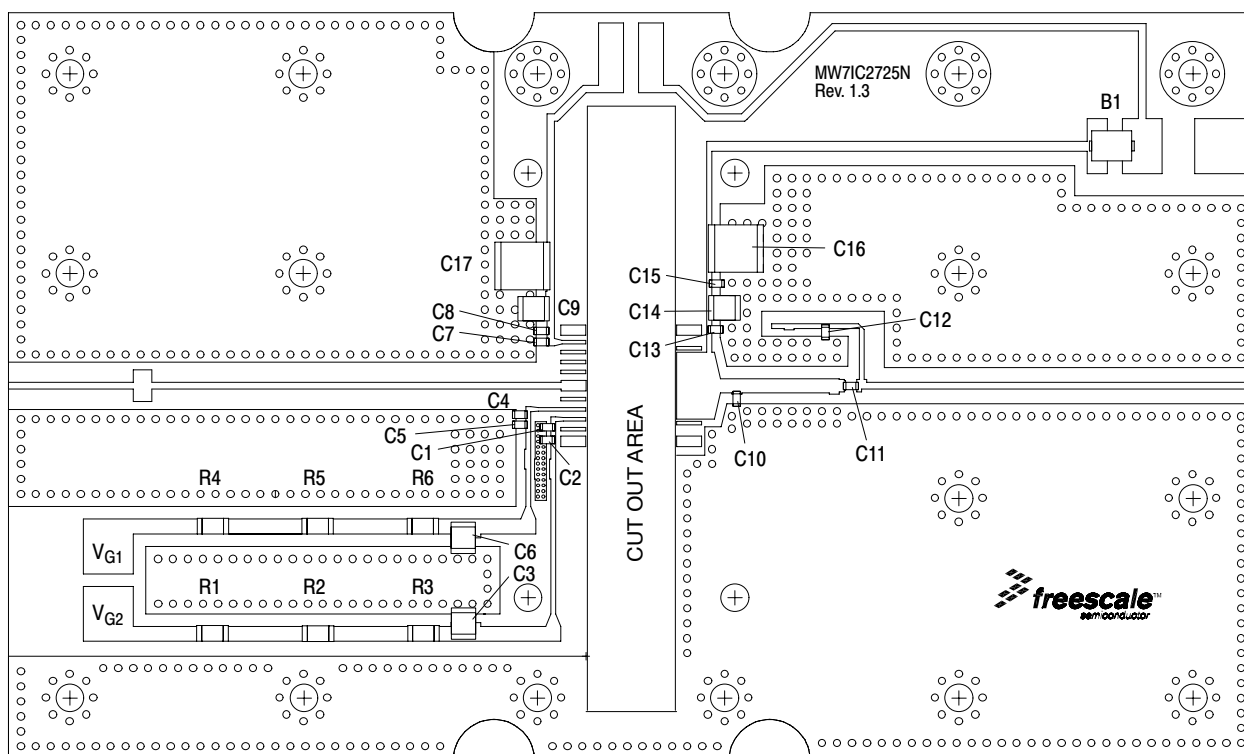 MW7IC2725N
Rev. 1.3
B1
C17
C16
C15
C9
C8
C14
C12
C7
C13
C4
C5
C1
C2
C10
C11
R4 R5 R6
CUT OUT AREA
VG1
C6
C3
R1 R2 R3
VG2
freescale™
semiconductor